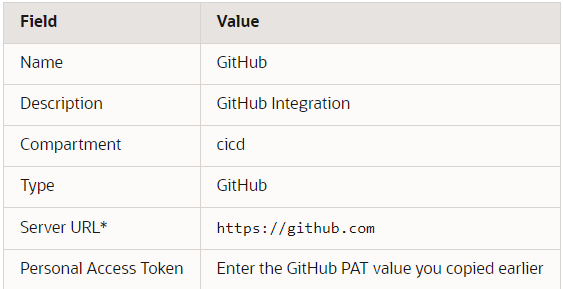 Field Value
Name GitHub
Description GitHub Integration
Compartment cicd
Type GitHub
Server URL* https://github.com
Personal Access Token Enter the GitHub PAT value you copied earlier